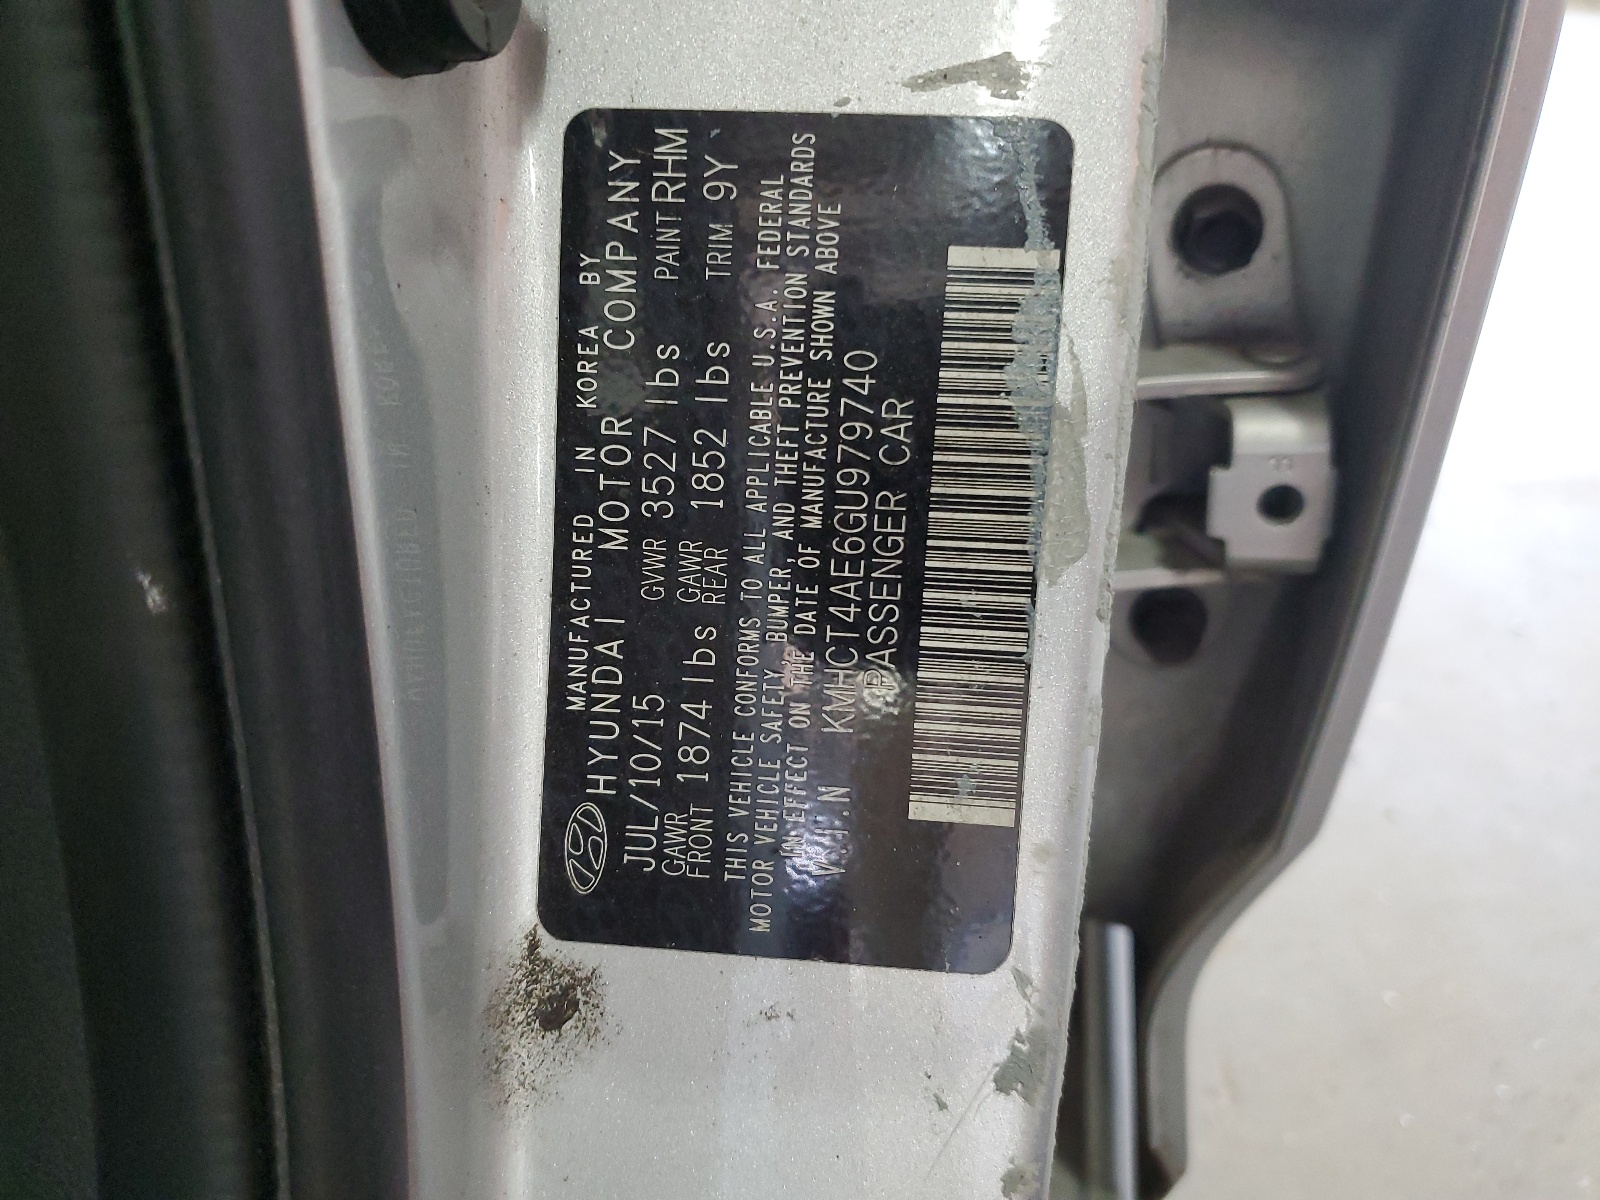 MANUFACTURED IN KOREA BY
HYUNDAI MOTOR COMPANY
JUL/10/15 GVWR 3527 lbs PAINT RHM
GAWR FRONT 1874 lbs GAWR REAR 1852 lbs TRIM 9Y
THIS VEHICLE CONFORMS TO ALL APPLICABLE U.S.A. FEDERAL
MOTOR VEHICLE SAFETY, BUMPER, AND THEFT PREVENTION STANDARDS
IN EFFECT ON THE DATE OF MANUFACTURE SHOWN ABOVE
V.I.N KMHCT4AE6GU979740
PASSENGER CAR